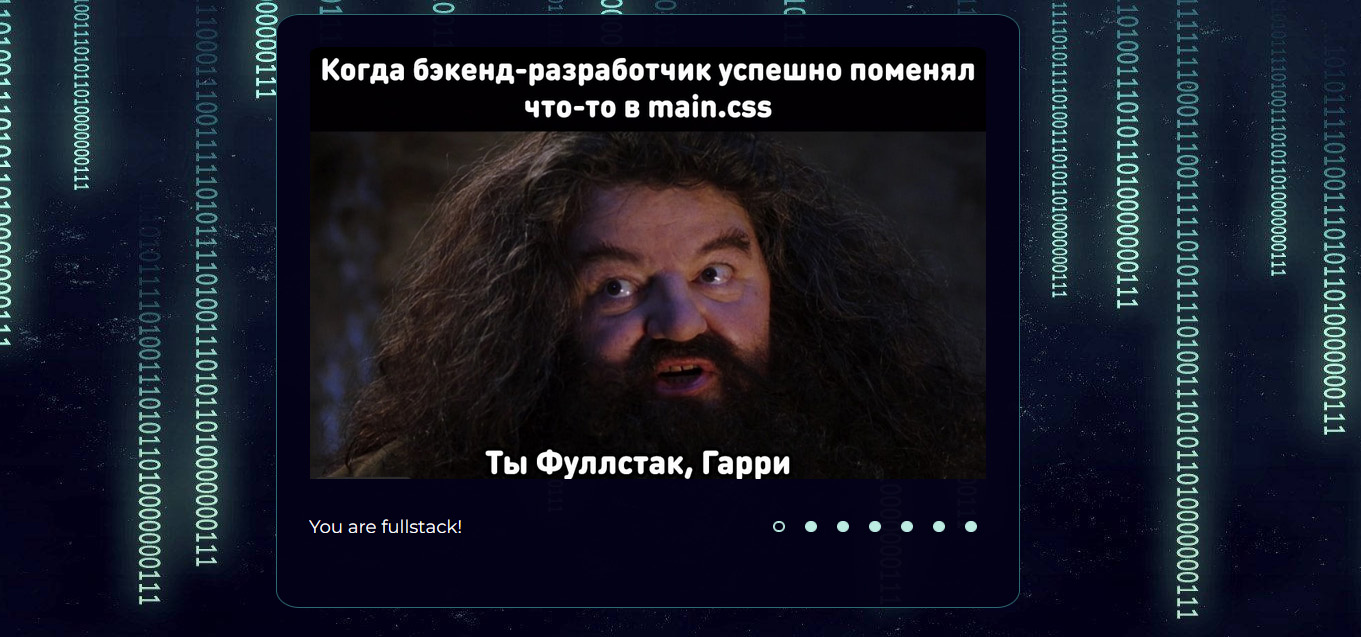 Когда бэкенд-разработчик успешно поменял
что-то в main.css
Ты Фуллстак, Гарри
You are fullstack!